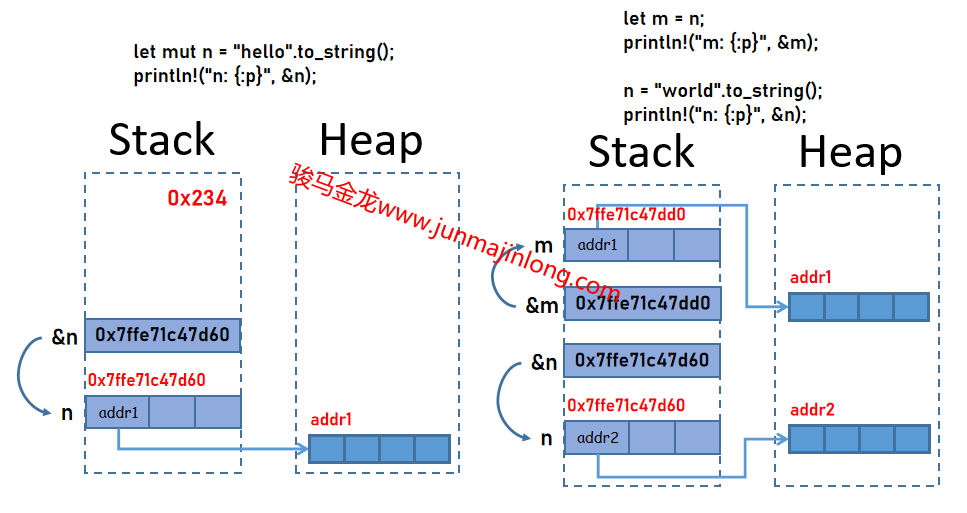 let mut n = "hello".to_string();
println!("n: {:p}", &n);
Stack
Heap
0x234
&n
0x7ffe71c47d60
0x7ffe71c47d60
n
addr1
addr1
let m = n;
println!("m: {:p}", &m);
n = "world".to_string();
println!("n: {:p}", &n);
Stack
Heap
0x7ffe71c47dd0
m
addr1
addr1
&m
0x7ffe71c47dd0
&n
0x7ffe71c47d60
0x7ffe71c47d60
n
addr2
addr2
骏马金龙www.junmajinlong.com